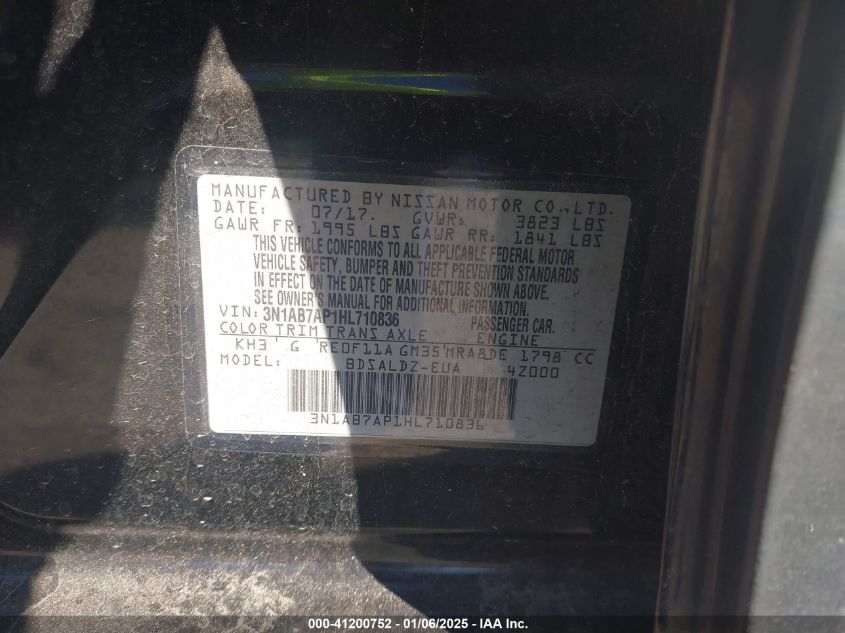 MANUFACTURED BY NISSAN MOTOR CO.,LTD.
DATE: 07/17. GVWR: 3823 LBS
GAWR FR: 1995 LBS GAWR RR: 1841 LBS
THIS VEHICLE CONFORMS TO ALL APPLICABLE FEDERAL MOTOR
VEHICLE SAFETY, BUMPER AND THEFT PREVENTION STANDARDS
IN EFFECT ON THE DATE OF MANUFACTURE SHOWN ABOVE.
SEE OWNER'S MANUAL FOR ADDITIONAL INFORMATION.
VIN: 3N1AB7AP1HL710836 PASSENGER CAR.
COLOR TRIM TRANS AXLE ENGINE
KH3 G RE0F11A GM35 MRA8DE 1798 CC
MODEL: BDSALDZ-EUA 4Z000
3N1AB7AP1HL710836
000-41200752 - 01/06/2025 - IAA Inc.